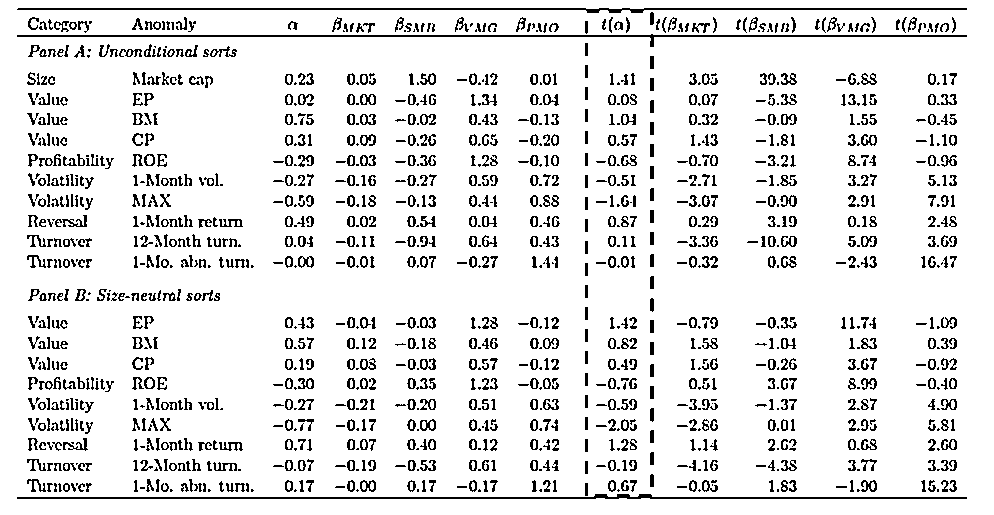 Category Anomaly α βMKT βSMB βVMG βPMO t(α) t(βMKT) t(βSMB) t(βVMG) t(βPMO)
Panel A: Unconditional sorts
Size Market cap 0.23 0.05 1.50 −0.42 0.01 1.41 3.05 39.38 −6.88 0.17
Value EP 0.02 0.00 −0.46 1.34 0.04 0.08 0.07 −5.38 13.15 0.33
Value BM 0.75 0.03 −0.02 0.43 −0.13 1.04 0.32 −0.09 1.55 −0.45
Value CP 0.31 0.09 −0.26 0.65 −0.20 0.57 1.43 −1.81 3.60 −1.10
Profitability ROE −0.29 −0.03 −0.36 1.28 −0.10 −0.68 −0.70 −3.21 8.74 −0.96
Volatility 1-Month vol. −0.27 −0.16 −0.27 0.59 0.72 −0.51 −2.71 −1.85 3.27 5.13
Volatility MAX −0.59 −0.18 −0.13 0.44 0.88 −1.64 −3.07 −0.90 2.91 7.91
Reversal 1-Month return 0.49 0.02 0.54 0.04 0.46 0.87 0.29 3.19 0.18 2.48
Turnover 12-Month turn. 0.04 −0.11 −0.94 0.64 0.43 0.11 −3.36 −10.60 5.09 3.69
Turnover 1-Mo. abn. turn. −0.00 −0.01 0.07 −0.27 1.44 −0.01 −0.32 0.68 −2.43 16.47
Panel B: Size-neutral sorts
Value EP 0.43 −0.04 −0.03 1.28 −0.12 1.42 −0.79 −0.35 11.74 −1.09
Value BM 0.57 0.12 −0.18 0.46 0.09 0.82 1.58 −1.04 1.83 0.39
Value CP 0.19 0.08 −0.03 0.57 −0.12 0.49 1.56 −0.26 3.67 −0.92
Profitability ROE −0.30 0.02 0.35 1.23 −0.05 −0.76 0.51 3.67 8.99 −0.40
Volatility 1-Month vol. −0.27 −0.21 −0.20 0.51 0.63 −0.59 −3.95 −1.37 2.87 4.90
Volatility MAX −0.77 −0.17 0.00 0.45 0.74 −2.05 −2.86 0.01 2.95 5.81
Reversal 1-Month return 0.71 0.07 0.40 0.12 0.42 1.28 1.14 2.62 0.68 2.60
Turnover 12-Month turn. −0.07 −0.19 −0.53 0.61 0.44 −0.19 −4.16 −4.38 3.77 3.39
Turnover 1-Mo. abn. turn. 0.17 −0.00 0.17 −0.17 1.21 0.67 −0.05 1.83 −1.90 15.23